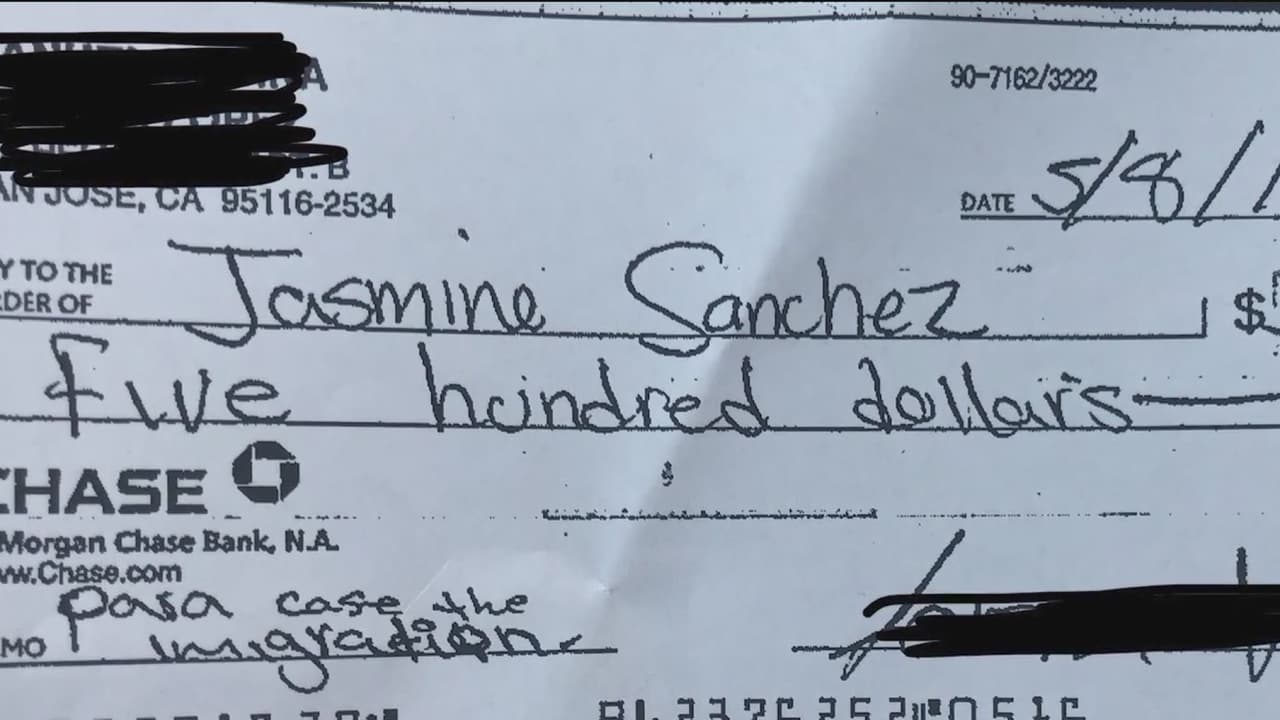 90-7162/3222
AN JOSE, CA 95116-2534
DATE 5/8/1
Y TO THE
RDER OF Jasmine Sanchez $
Five hundred dollars
CHASE
Morgan Chase Bank, N.A.
ww.Chase.com
para case the
MO imigration